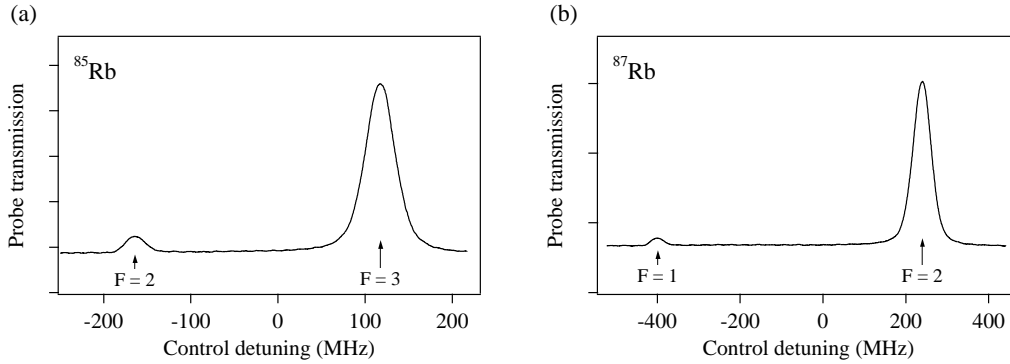 (a)
⁸⁵Rb
Probe transmission
F = 2
F = 3
-200 -100 0 100 200
Control detuning (MHz)
(b)
⁸⁷Rb
Probe transmission
F = 1
F = 2
-400 -200 0 200 400
Control detuning (MHz)